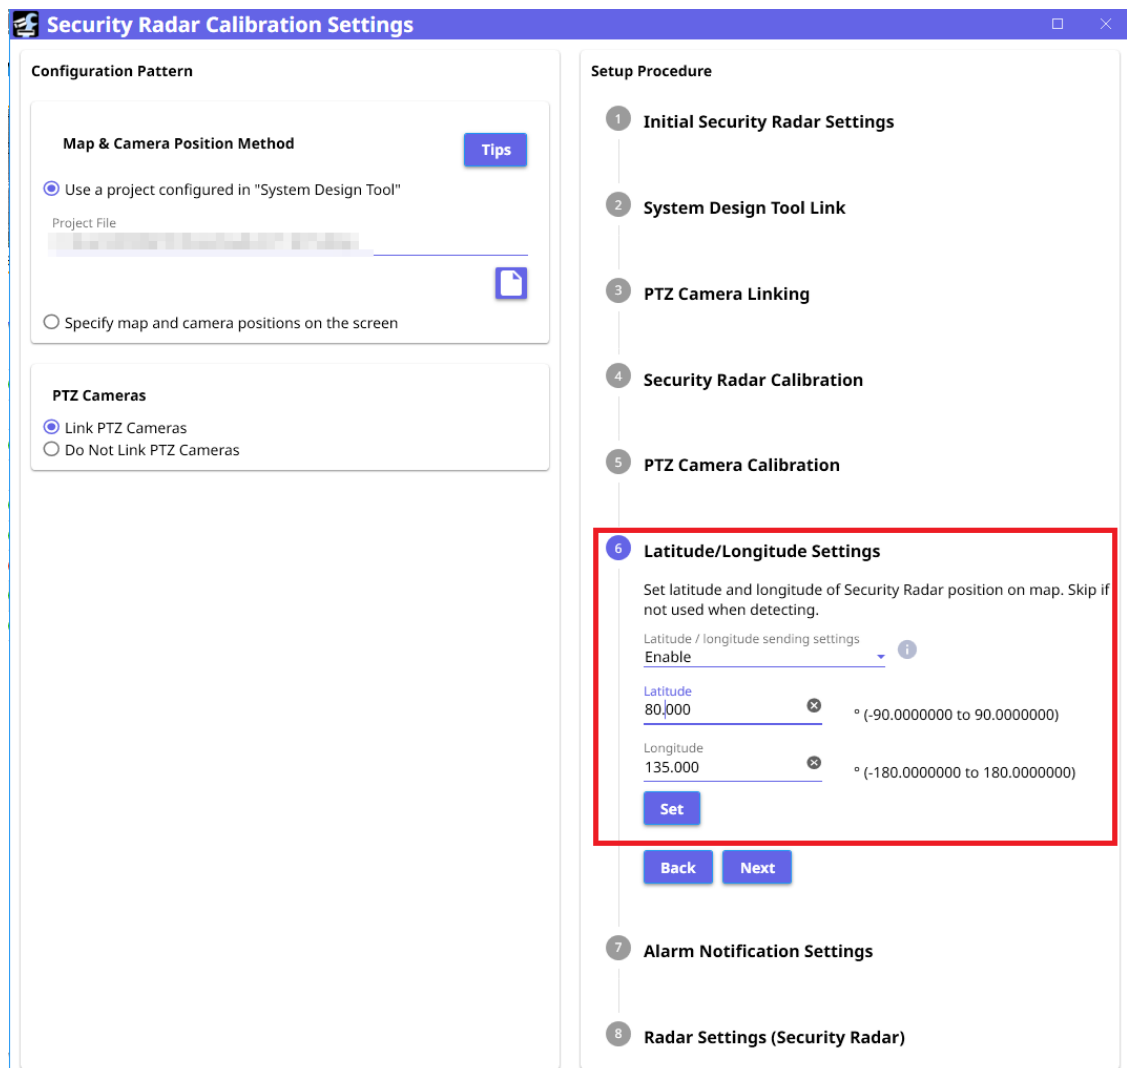 Security Radar Calibration Settings
Configuration Pattern
Map & Camera Position Method
Tips
Use a project configured in "System Design Tool"
Project File
Specify map and camera positions on the screen
PTZ Cameras
Link PTZ Cameras
Do Not Link PTZ Cameras
Setup Procedure
1 Initial Security Radar Settings
2 System Design Tool Link
3 PTZ Camera Linking
4 Security Radar Calibration
5 PTZ Camera Calibration
6 Latitude/Longitude Settings
Set latitude and longitude of Security Radar position on map. Skip if
not used when detecting.
Latitude / longitude sending settings
Enable
Latitude
80.000 ° (-90.0000000 to 90.0000000)
Longitude
135.000 ° (-180.0000000 to 180.0000000)
Set
Back Next
7 Alarm Notification Settings
8 Radar Settings (Security Radar)